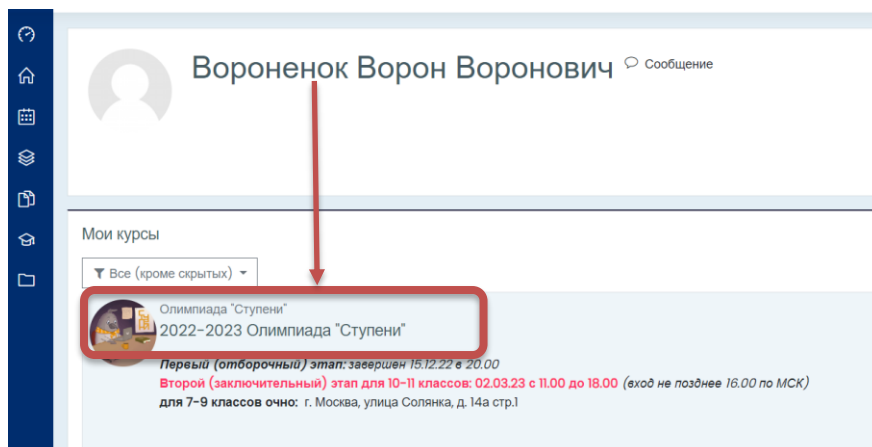 Вороненок Ворон Воронович Сообщение
Мои курсы
Все (кроме скрытых)
Олимпиада "Ступени"
2022-2023 Олимпиада "Ступени"
Первый (отборочный) этап: завершен 15.12.22 в 20.00
Второй (заключительный) этап для 10-11 классов: 02.03.23 с 11.00 до 18.00 (вход не позднее 16.00 по МСК)
для 7-9 классов очно: г. Москва, улица Солянка, д. 14а стр.1